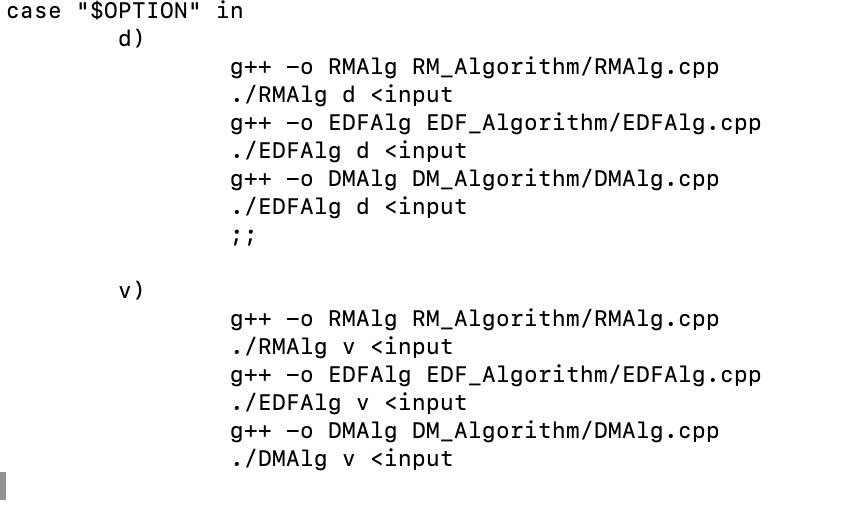 case "$OPTION" in
d)
g++ -o RMAlg RM_Algorithm/RMAlg.cpp
./RMAlg d <input
g++ -o EDFAlg EDF_Algorithm/EDFAlg.cpp
./EDFAlg d <input
g++ -o DMAlg DM_Algorithm/DMAlg.cpp
./EDFAlg d <input
;;
v)
g++ -o RMAlg RM_Algorithm/RMAlg.cpp
./RMAlg v <input
g++ -o EDFAlg EDF_Algorithm/EDFAlg.cpp
./EDFAlg v <input
g++ -o DMAlg DM_Algorithm/DMAlg.cpp
./DMAlg v <input